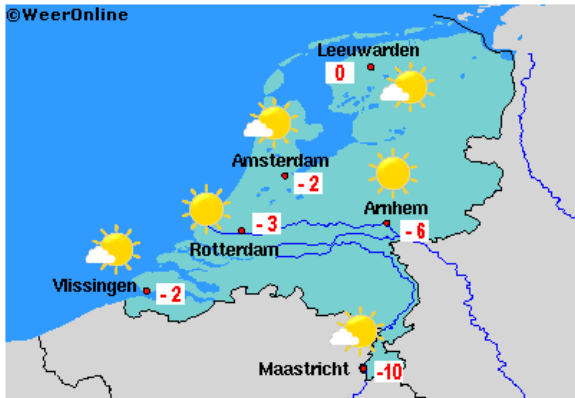 ©WeerOnline
Leeuwarden
0
Amsterdam
- 2
Arnhem
- 6
- 3
Rotterdam
Vlissingen
- 2
Maastricht
-10